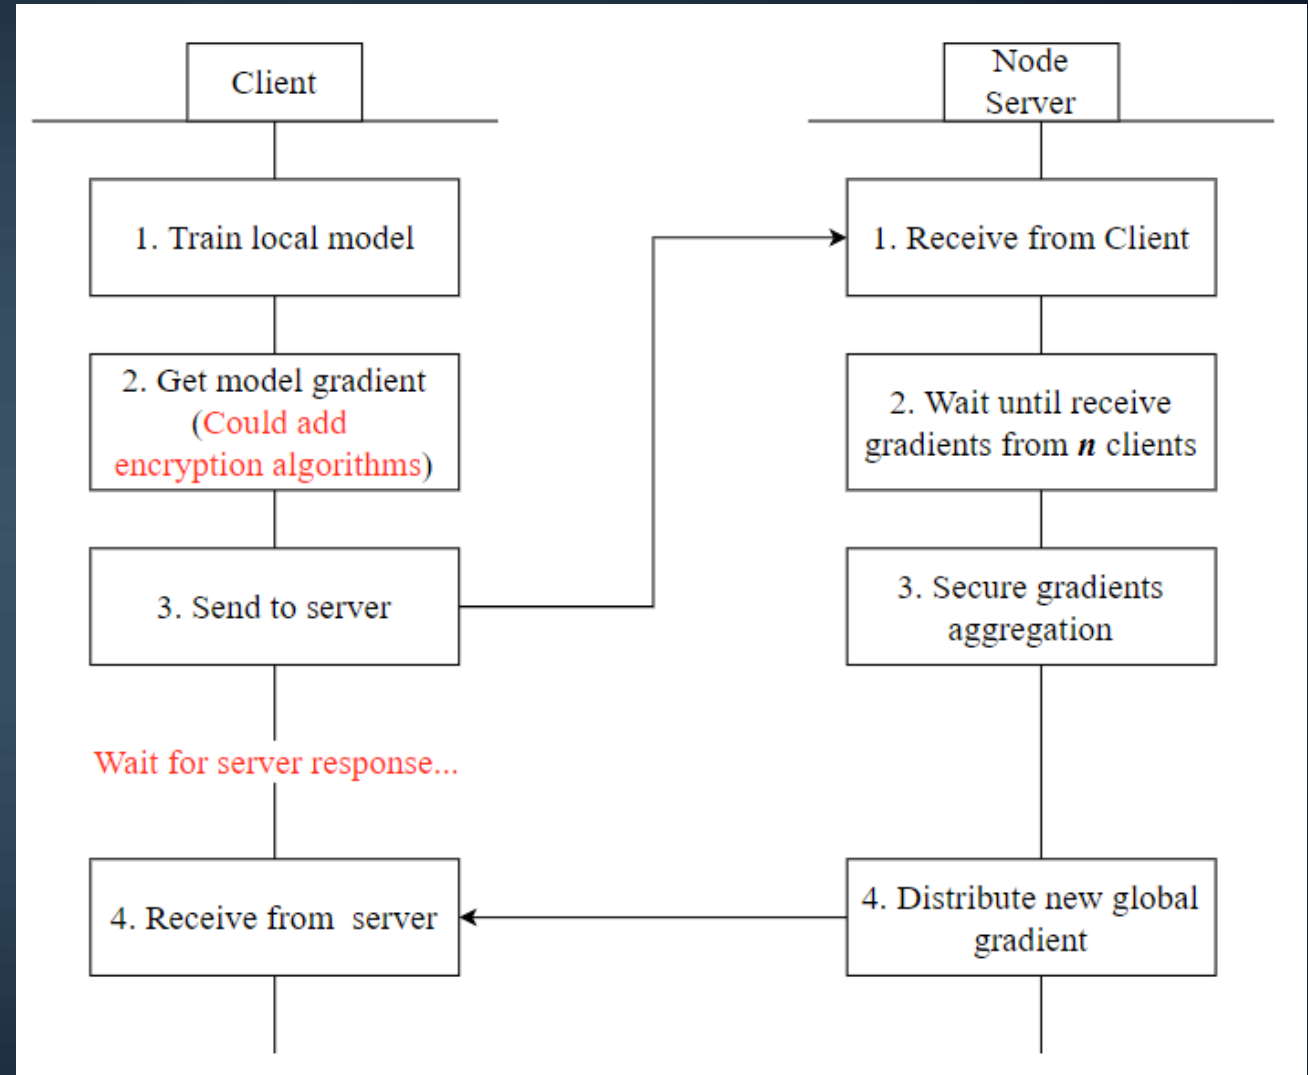 Client
1. Train local model
2. Get model gradient
(Could add
encryption algorithms)
3. Send to server
Wait for server response...
4. Receive from server
Node
Server
1. Receive from Client
2. Wait until receive
gradients from n clients
3. Secure gradients
aggregation
4. Distribute new global
gradient